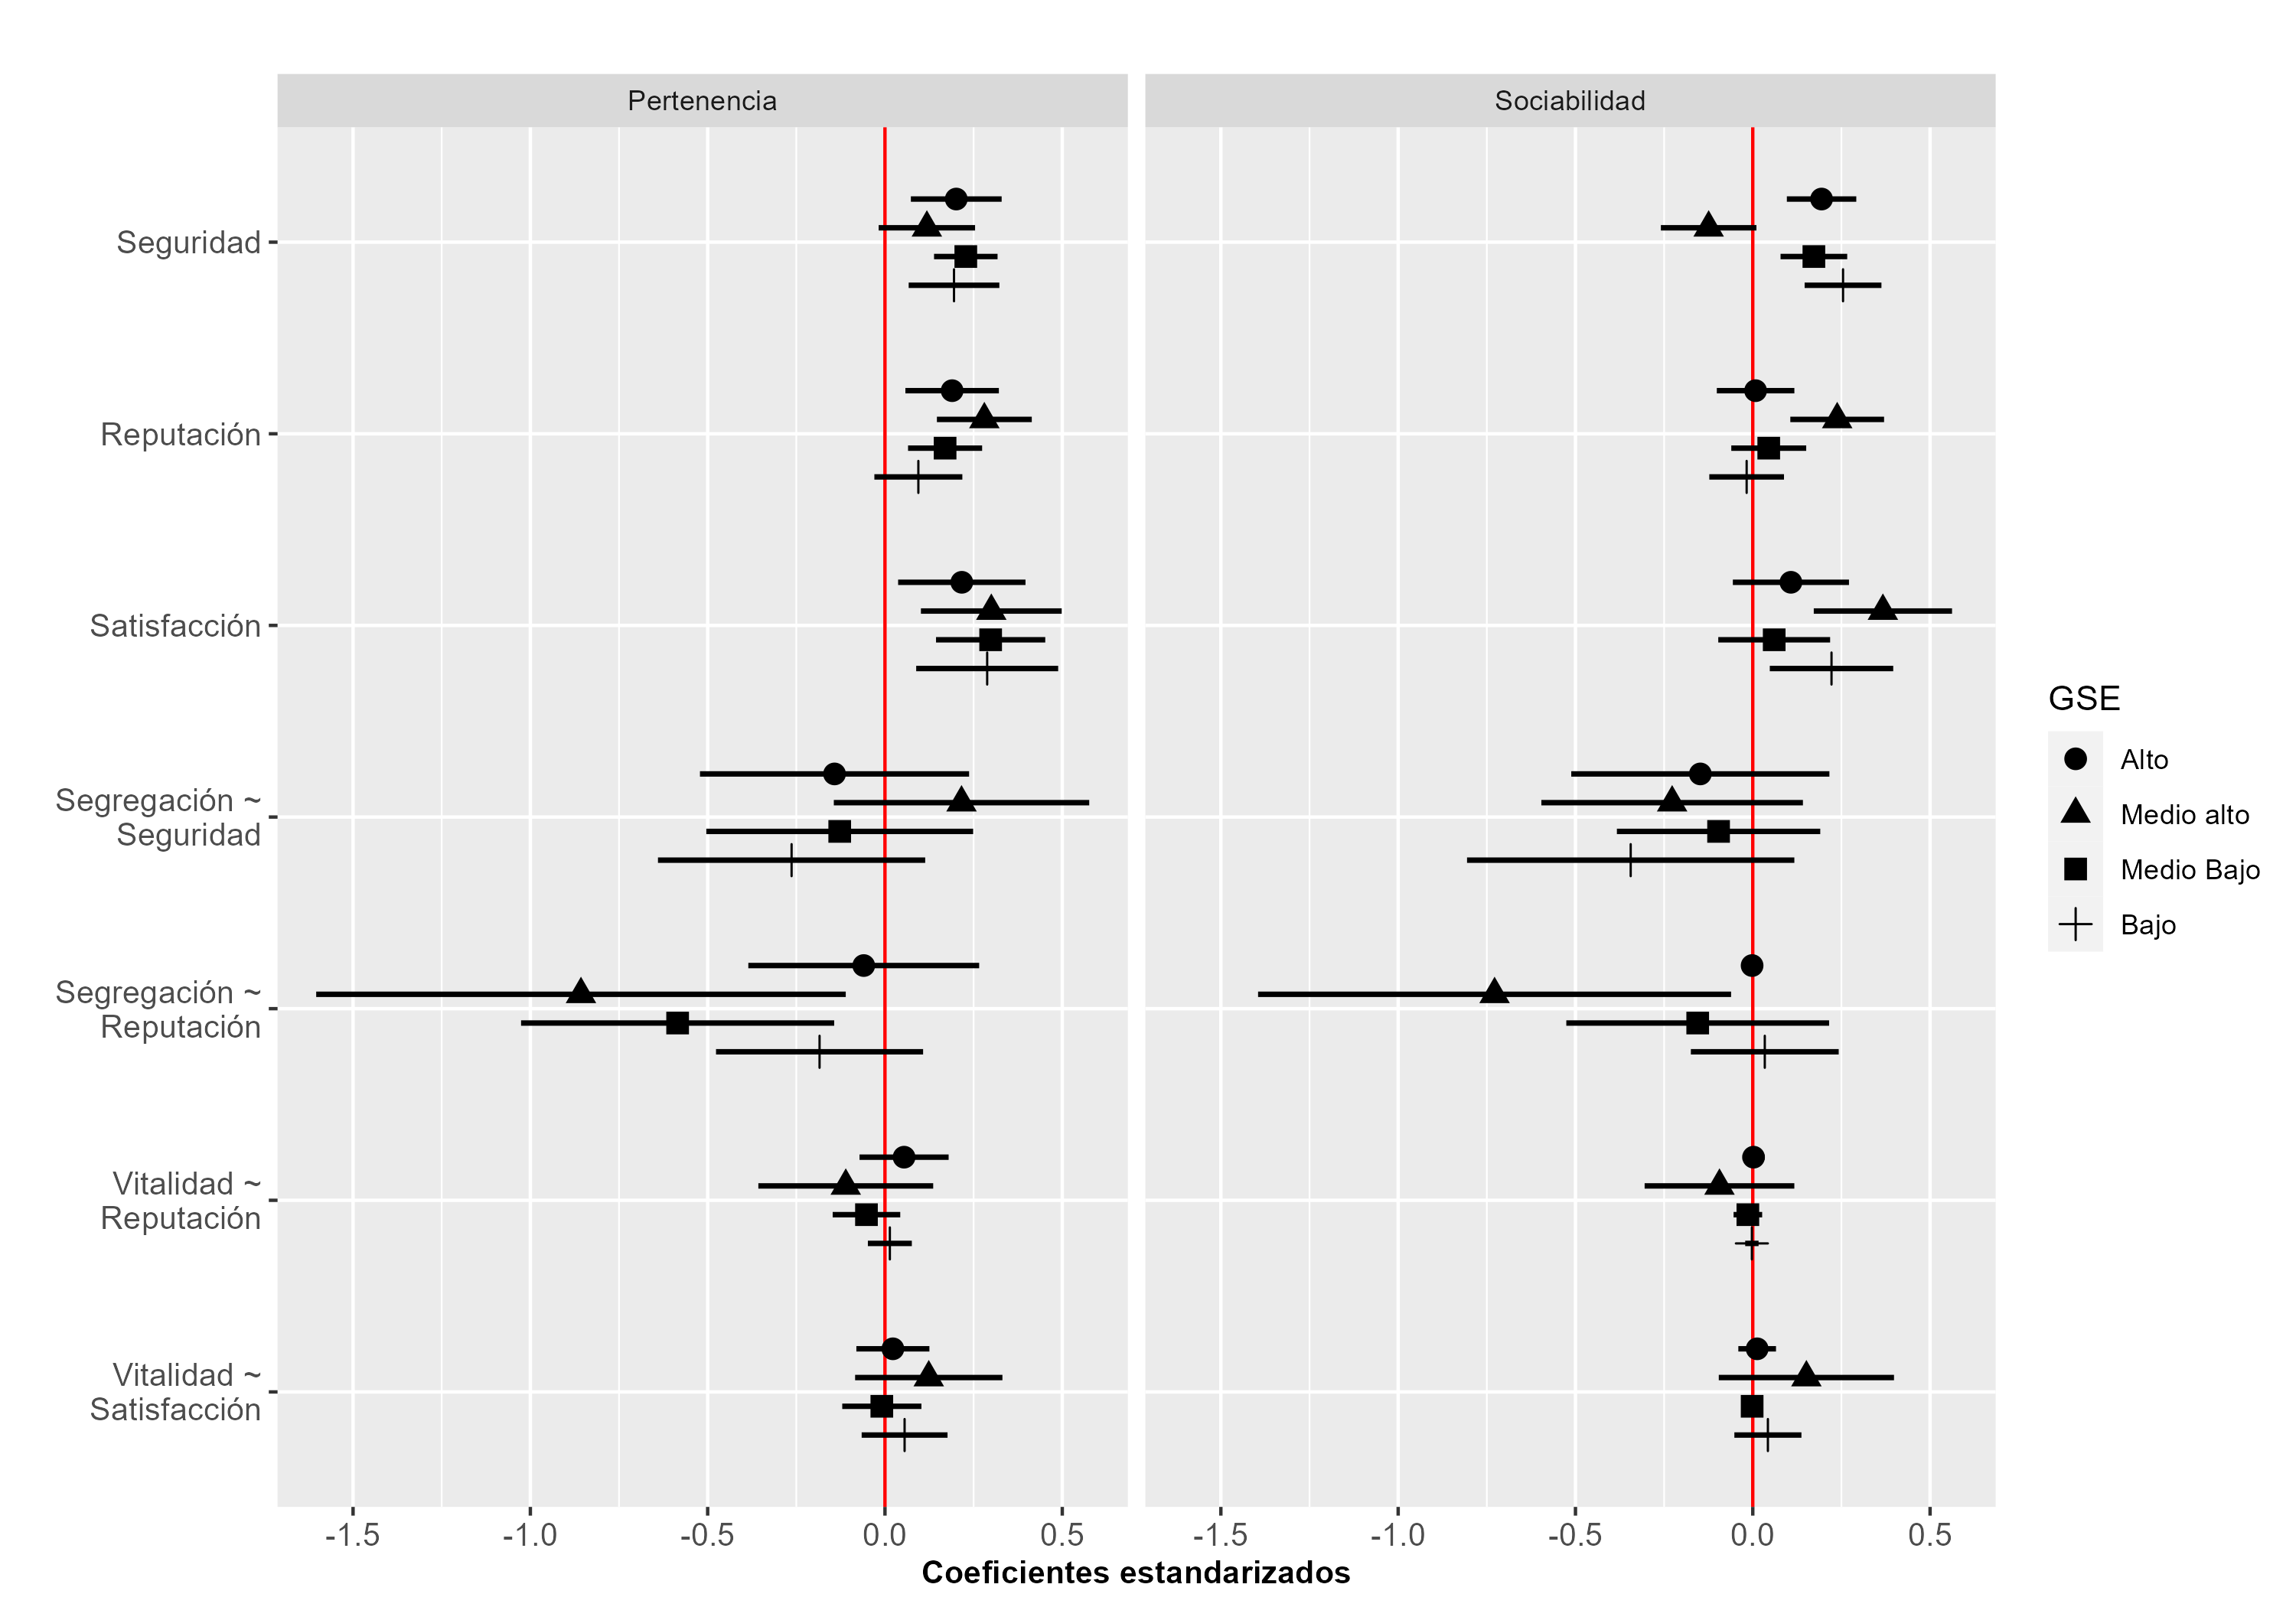 Pertenencia
Sociabilidad
Seguridad
Reputación
Satisfacción
Segregación ~
Seguridad
Segregación ~
Reputación
Vitalidad ~
Reputación
Vitalidad ~
Satisfacción
-1.5 -1.0 -0.5 0.0 0.5
-1.5 -1.0 -0.5 0.0 0.5
Coeficientes estandarizados
GSE
Alto
Medio alto
Medio Bajo
Bajo